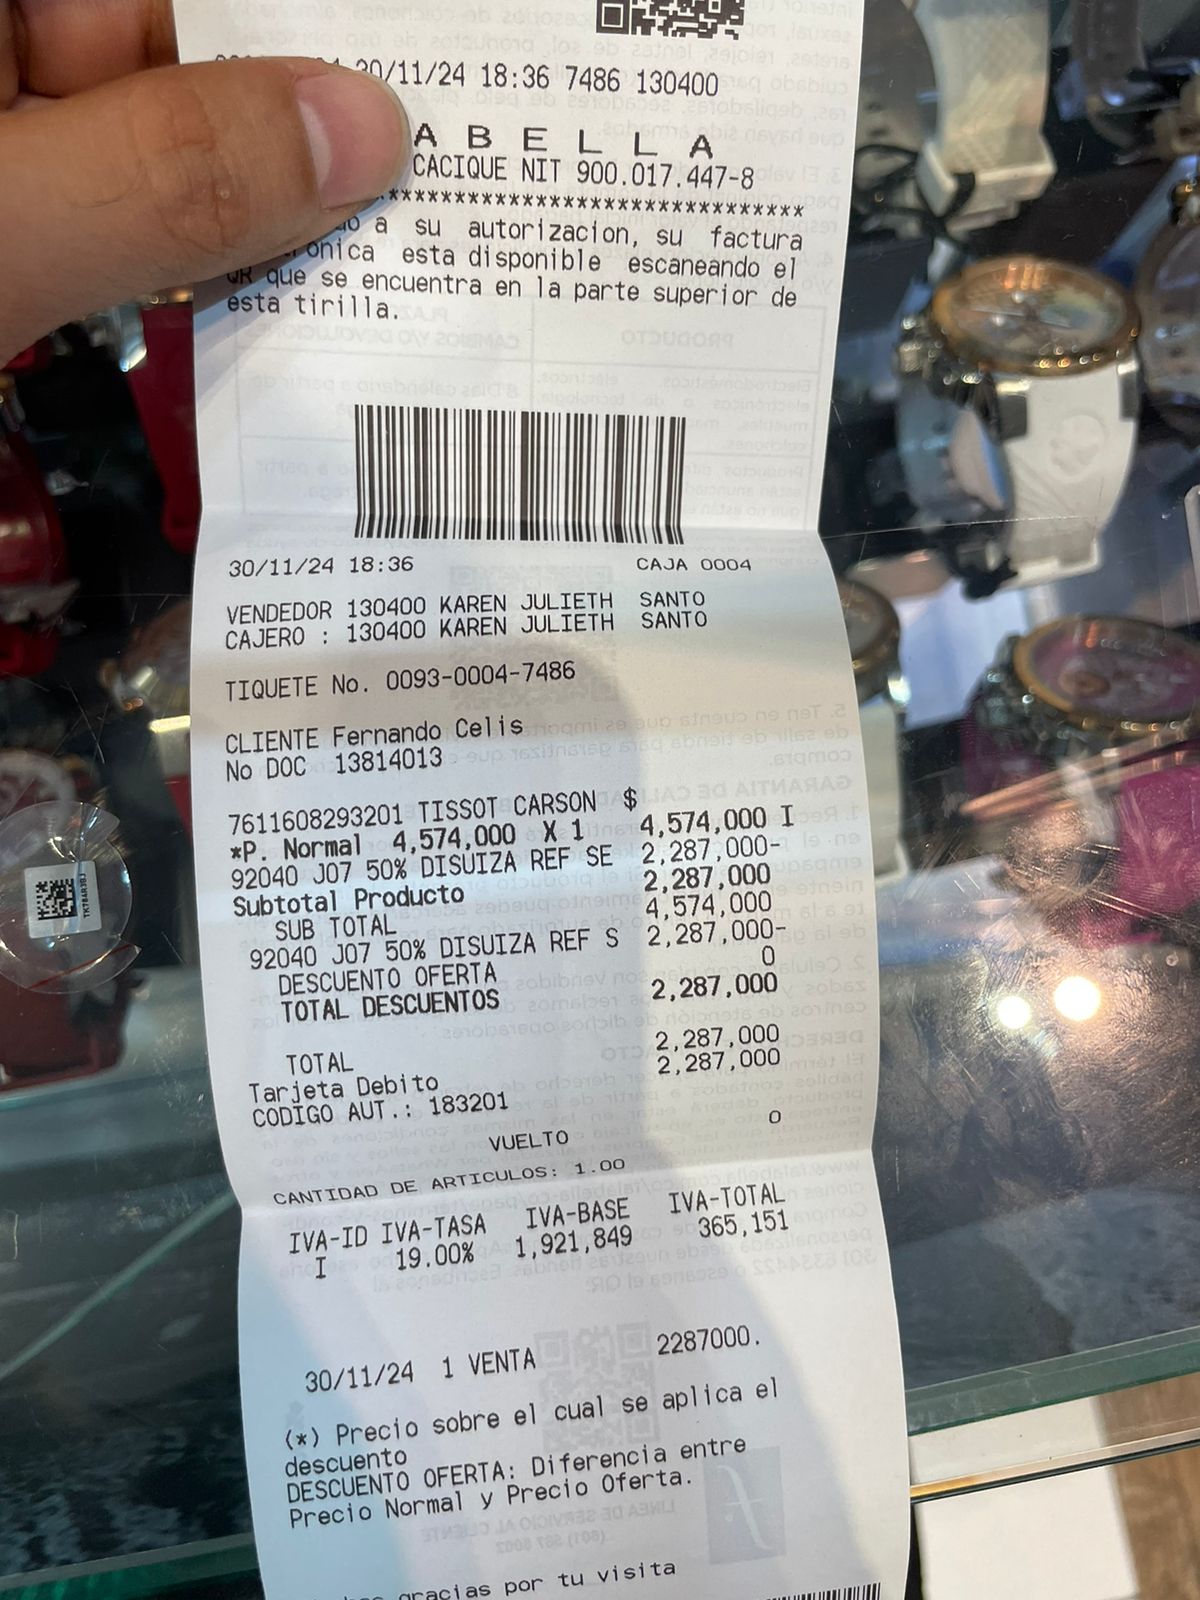 30/11/24 18:36 7486 130400
ABELLA
CACIQUE NIT 900.017.447-8
****************************************
a su autorizacion, su factura
onica esta disponible escaneando el
QR que se encuentra en la parte superior de
esta tirilla.
30/11/24 18:36 CAJA 0004
VENDEDOR 130400 KAREN JULIETH SANTO
CAJERO : 130400 KAREN JULIETH SANTO
TIQUETE No. 0093-0004-7486
CLIENTE Fernando Celis
No DOC 13814013
7611608293201 TISSOT CARSON $
*P. Normal 4,574,000 X 1 4,574,000 I
92040 J07 50% DISUIZA REF SE 2,287,000-
Subtotal Producto 2,287,000
SUB TOTAL 4,574,000
92040 J07 50% DISUIZA REF S 2,287,000-
DESCUENTO OFERTA 0
TOTAL DESCUENTOS 2,287,000
TOTAL 2,287,000
Tarjeta Debito 2,287,000
CODIGO AUT.: 183201
VUELTO 0
CANTIDAD DE ARTICULOS: 1.00
IVA-ID IVA-TASA IVA-BASE IVA-TOTAL
I 19.00% 1,921,849 365,151
30/11/24 1 VENTA 2287000.
(*) Precio sobre el cual se aplica el
descuento
DESCUENTO OFERTA: Diferencia entre
Precio Normal y Precio Oferta.
gracias por tu visita